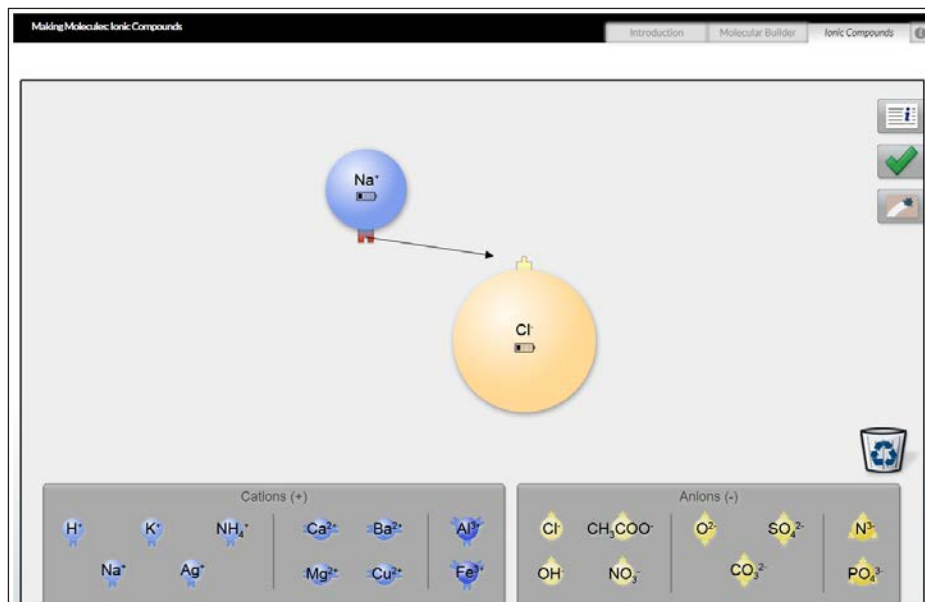 Making Molecules: Ionic Compounds
Introduction
Molecular Builder
Ionic Compounds
i
Na⁺
Cl⁻
Cations (+)
H⁺ K⁺ NH₄⁺ Ca²⁺ Ba²⁺ Al³⁺
Na⁺ Ag⁺ Mg²⁺ Cu²⁺ Fe³⁺
Anions (-)
Cl⁻ CH₃COO⁻ O²⁻ SO₄²⁻ N³⁻
OH⁻ NO₃⁻ CO₃²⁻ PO₄³⁻